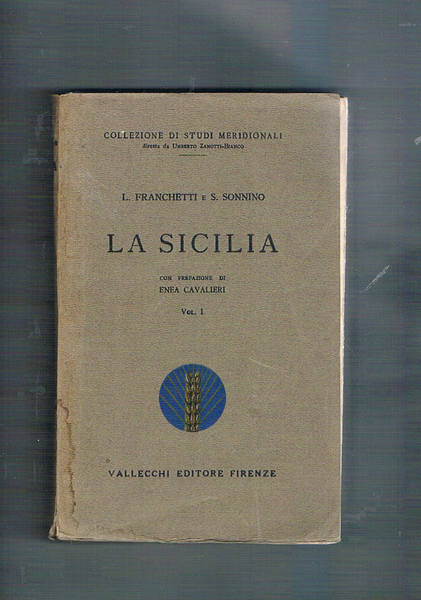 COLLEZIONE DI STUDI MERIDIONALI
diretta da UMBERTO ZANOTTI-BIANCO
L. FRANCHETTI E S. SONNINO
LA SICILIA
CON PREFAZIONE DI
ENEA CAVALIERI
VOL. I
VALLECCHI EDITORE FIRENZE